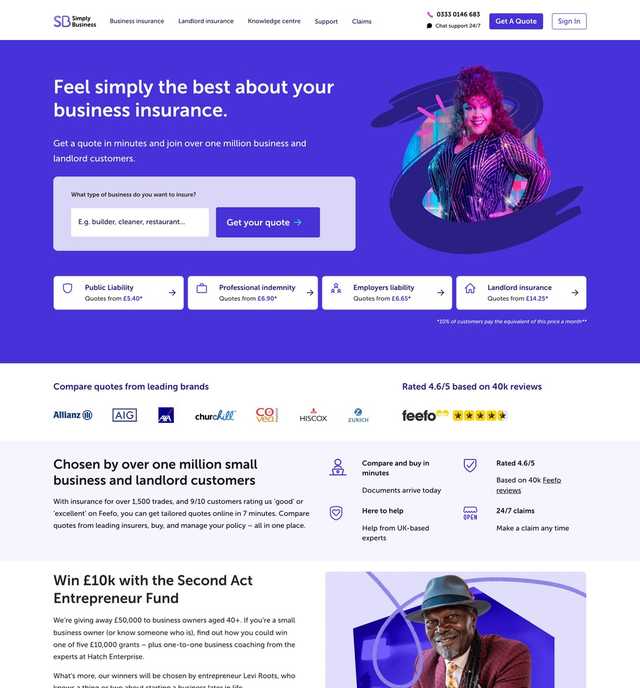 SB Simply
Business
Business insurance
Landlord insurance
Knowledge centre
Support
Claims
0333 0146 683
Chat support 24/7
Get A Quote
Sign In
Feel simply the best about your
business insurance.
Get a quote in minutes and join over one million business and
landlord customers.
What type of business do you want to insure?
E.g. builder, cleaner, restaurant...
Get your quote →
Public Liability
Quotes from £5.40*
Professional indemnity
Quotes from £6.90*
Employers liability
Quotes from £6.65*
Landlord insurance
Quotes from £14.25*
*10% of customers pay the equivalent of this price a month**
Compare quotes from leading brands
Rated 4.6/5 based on 40k reviews
Allianz
AIG
AXA
churchill
COVéA
HISCOX
ZURICH
feefo
Chosen by over one million small
business and landlord customers
With insurance for over 1,500 trades, and 9/10 customers rating us 'good' or
'excellent' on Feefo, you can get tailored quotes online in 7 minutes. Compare
quotes from leading insurers, buy, and manage your policy – all in one place.
Compare and buy in
minutes
Documents arrive today
Rated 4.6/5
Based on 40k Feefo
reviews
Here to help
Help from UK-based
experts
OPEN
24/7 claims
Make a claim any time
Win £10k with the Second Act
Entrepreneur Fund
We're giving away £50,000 to business owners aged 40+. If you're a small
business owner (or know someone who is), find out how you could win
one of five £10,000 grants – plus one-to-one business coaching from the
experts at Hatch Enterprise.
What's more, our winners will be chosen by entrepreneur Levi Roots, who
knows a thing or two about starting a business later in life.